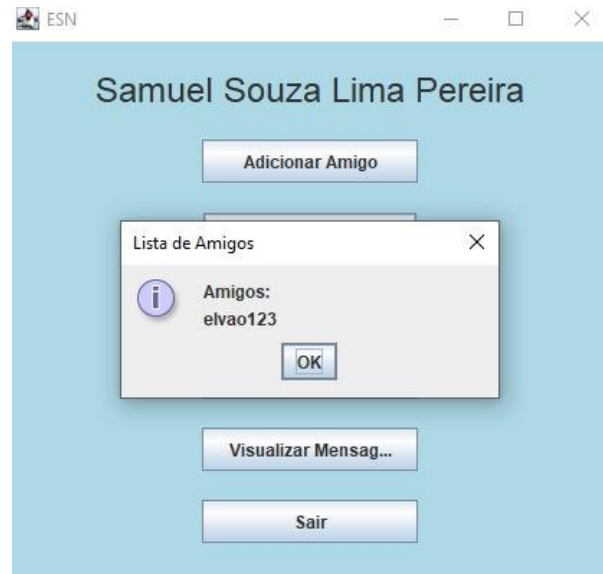 ESN
Samuel Souza Lima Pereira
Adicionar Amigo
Lista de Amigos
Amigos:
elvao123
OK
Visualizar Mensag...
Sair